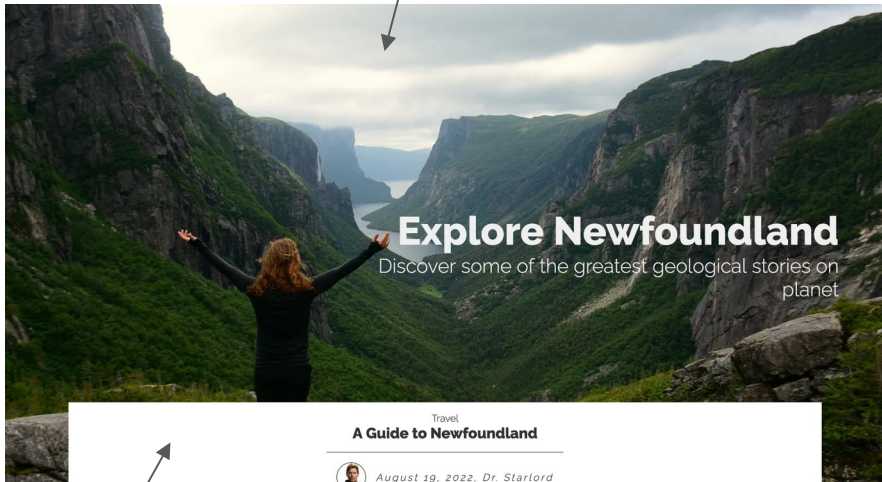 Explore Newfoundland
Discover some of the greatest geological stories on
planet
Travel
A Guide to Newfoundland
August 19, 2022, Dr. Starlord